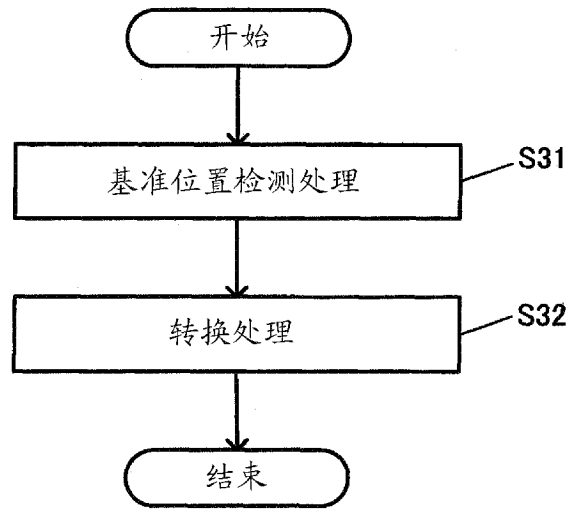 开始
基准位置检测处理
S31
转换处理
S32
结束